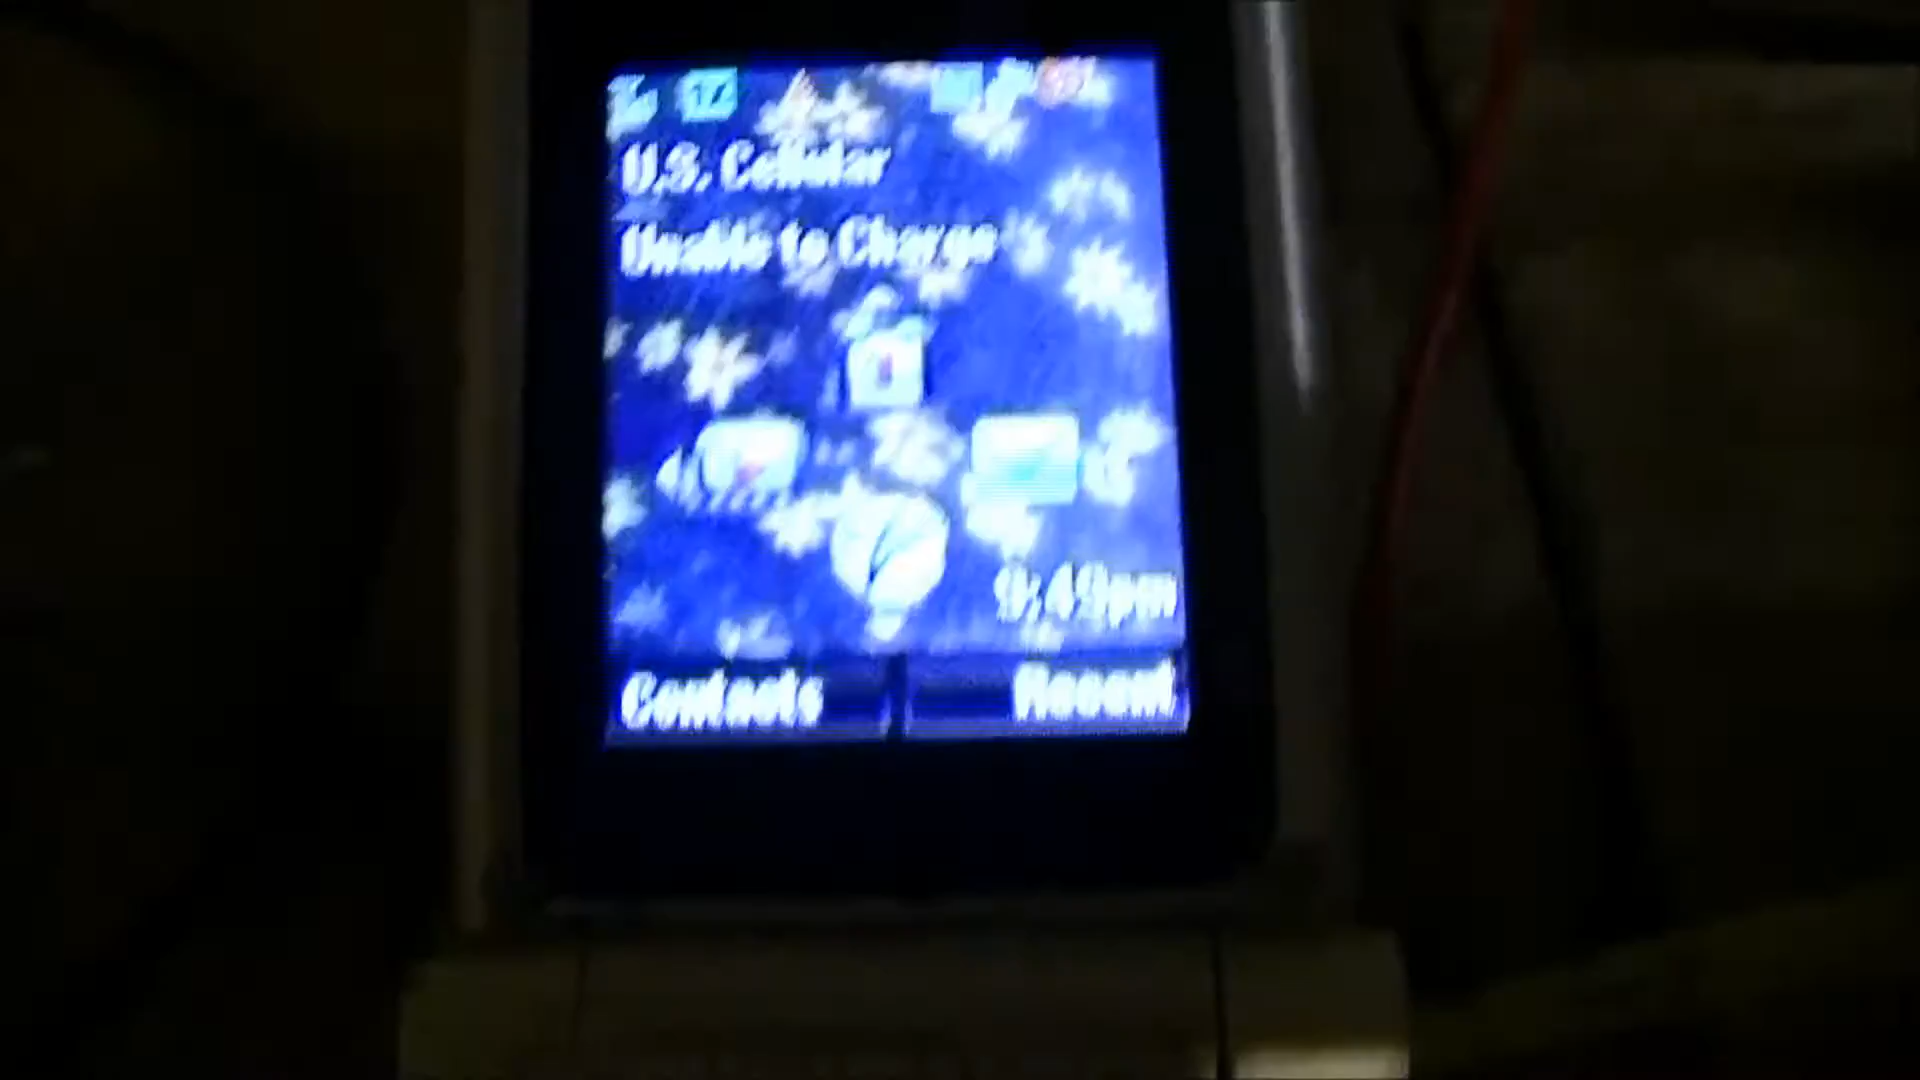 U.S. Cellular
Unable to Charge
9:49pm
Contacts Recent